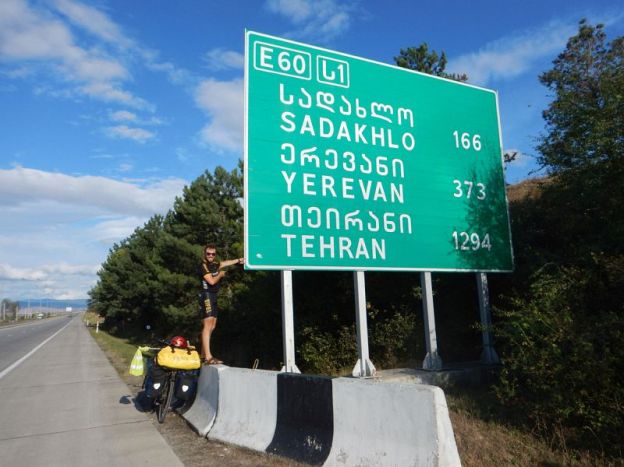 E60 ს1
სადახლო
SADAKHLO 166
ერევანი
YEREVAN 373
თეირანი
TEHRAN 1294